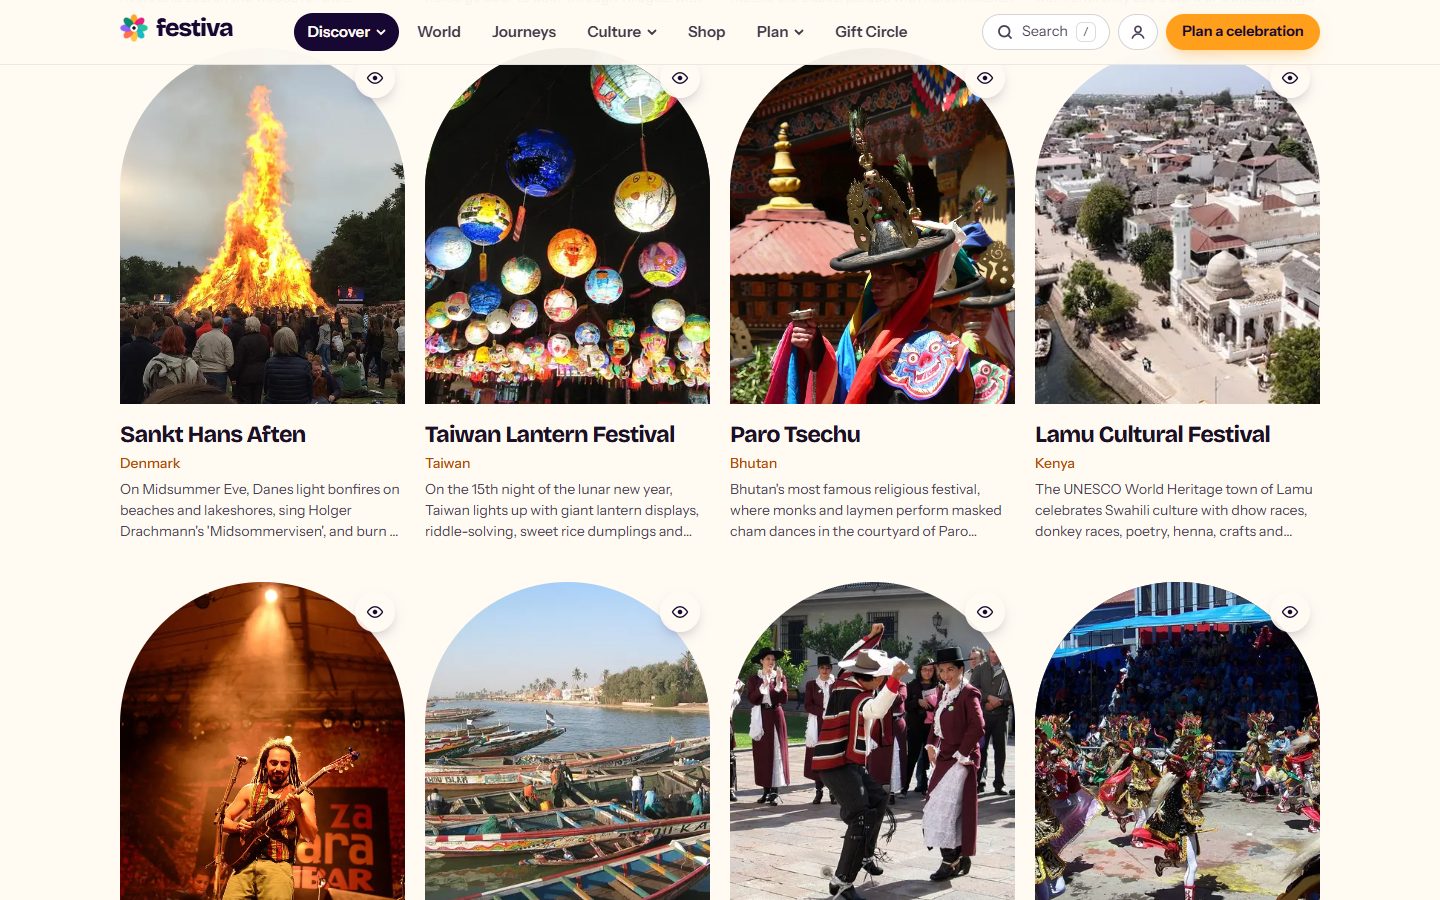 festiva
Discover
World
Journeys
Culture
Shop
Plan
Gift Circle
Search /
Plan a celebration
Sankt Hans Aften
Denmark
On Midsummer Eve, Danes light bonfires on
beaches and lakeshores, sing Holger
Drachmann's 'Midsommervisen', and burn ...
Taiwan Lantern Festival
Taiwan
On the 15th night of the lunar new year,
Taiwan lights up with giant lantern displays,
riddle-solving, sweet rice dumplings and...
Paro Tsechu
Bhutan
Bhutan's most famous religious festival,
where monks and laymen perform masked
cham dances in the courtyard of Paro...
Lamu Cultural Festival
Kenya
The UNESCO World Heritage town of Lamu
celebrates Swahili culture with dhow races,
donkey races, poetry, henna, crafts and...
za